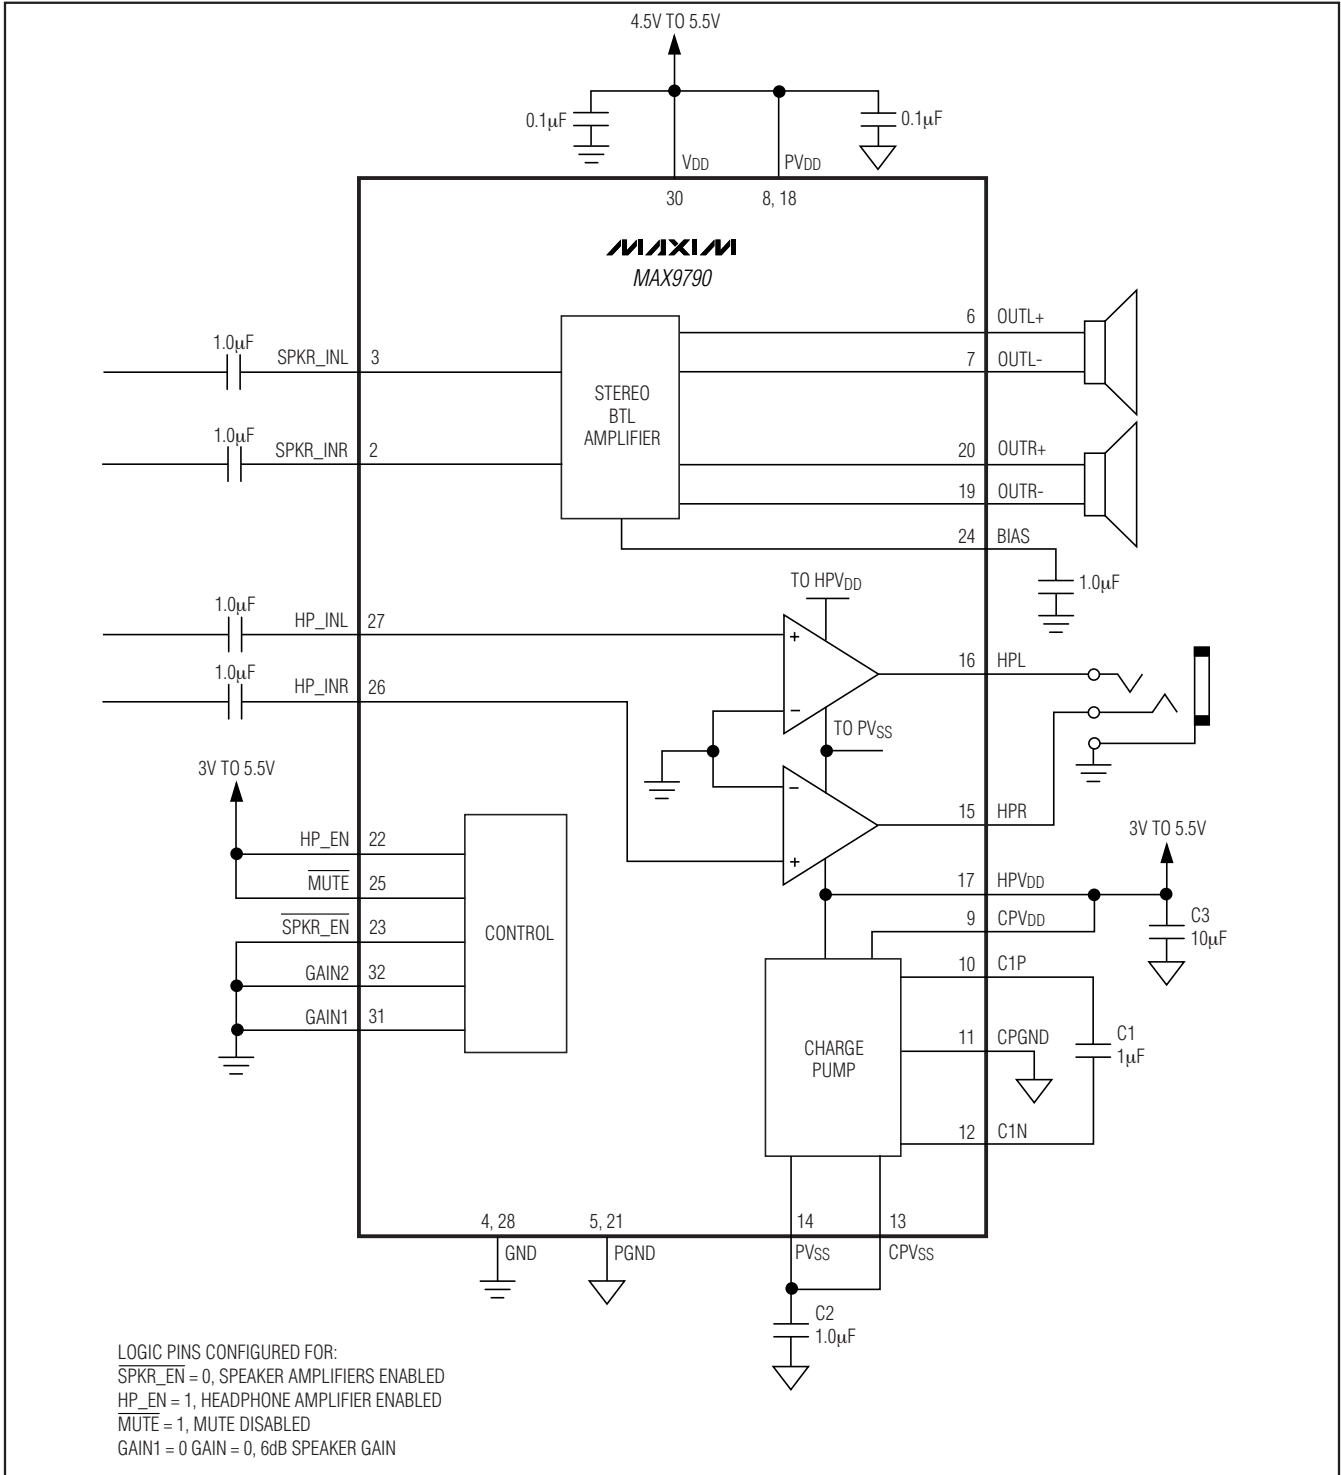 4.5V TO 5.5V
0.1μF
0.1μF
VDD
PVDD
30
8, 18
MAXIM
MAX9790
1.0μF
SPKR_INL
3
STEREO
BTL
AMPLIFIER
6
OUTL+
7
OUTL-
1.0μF
SPKR_INR
2
20
OUTR+
19
OUTR-
24
BIAS
1.0μF
TO HPVDD
1.0μF
HP_INL
27
+
−
16
HPL
1.0μF
HP_INR
26
TO PVSS
−
+
15
HPR
3V TO 5.5V
HP_EN
22
MUTE
25
SPKR_EN
23
GAIN2
32
GAIN1
31
CONTROL
3V TO 5.5V
17
HPVDD
9
CPVDD
C3
10μF
10
C1P
11
CPGND
C1
1μF
CHARGE
PUMP
12
C1N
4, 28
GND
5, 21
PGND
14
PVSS
13
CPVSS
C2
1.0μF
LOGIC PINS CONFIGURED FOR:
SPKR_EN = 0, SPEAKER AMPLIFIERS ENABLED
HP_EN = 1, HEADPHONE AMPLIFIER ENABLED
MUTE = 1, MUTE DISABLED
GAIN1 = 0 GAIN = 0, 6dB SPEAKER GAIN